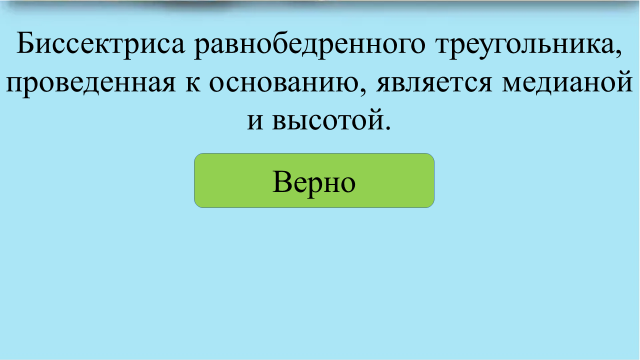 Биссектриса равнобедренного треугольника,
проведенная к основанию, является медианой
и высотой.
Верно